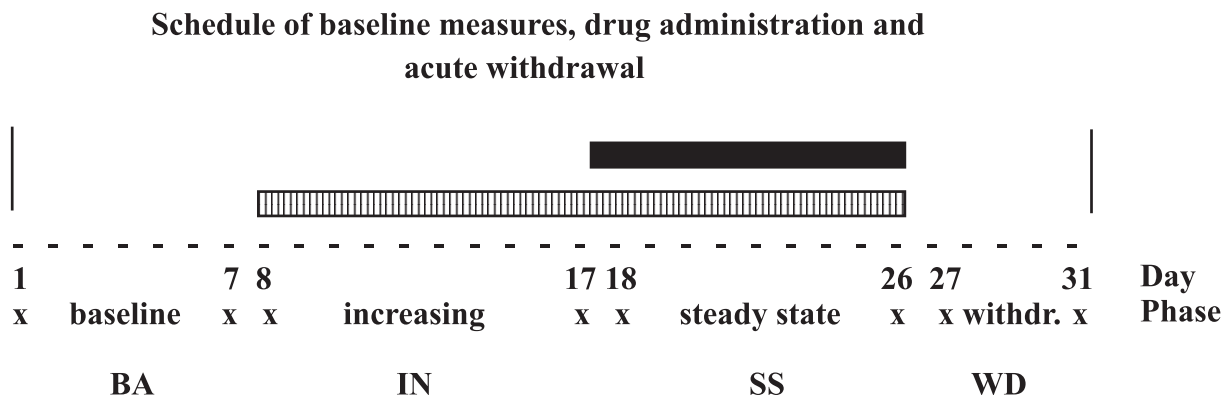 Schedule of baseline measures, drug administration and
acute withdrawal
1 7 8 17 18 26 27 31 Day
x baseline x x increasing x x steady state x x withdr. x Phase
BA IN SS WD